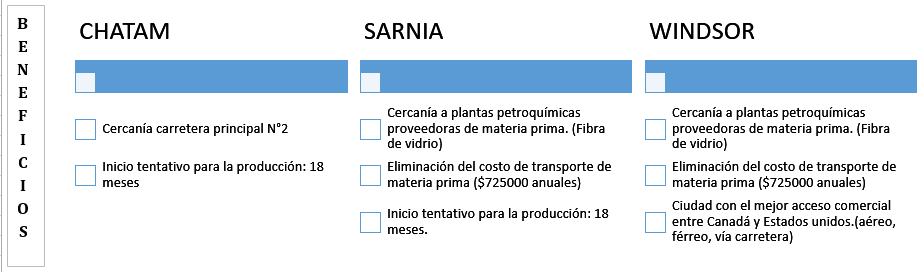 BENEFICIOS
CHATAM
Cercanía carretera principal N°2
Inicio tentativo para la producción: 18
meses
SARNIA
Cercanía a plantas petroquímicas
proveedoras de materia prima. (Fibra
de vidrio)
Eliminación del costo de transporte de
materia prima ($725000 anuales)
Inicio tentativo para la producción: 18
meses.
WINDSOR
Cercanía a plantas petroquímicas
proveedoras de materia prima. (Fibra
de vidrio)
Eliminación del costo de transporte de
materia prima ($725000 anuales)
Ciudad con el mejor acceso comercial
entre Canadá y Estados unidos.(aéreo,
férreo, vía carretera)